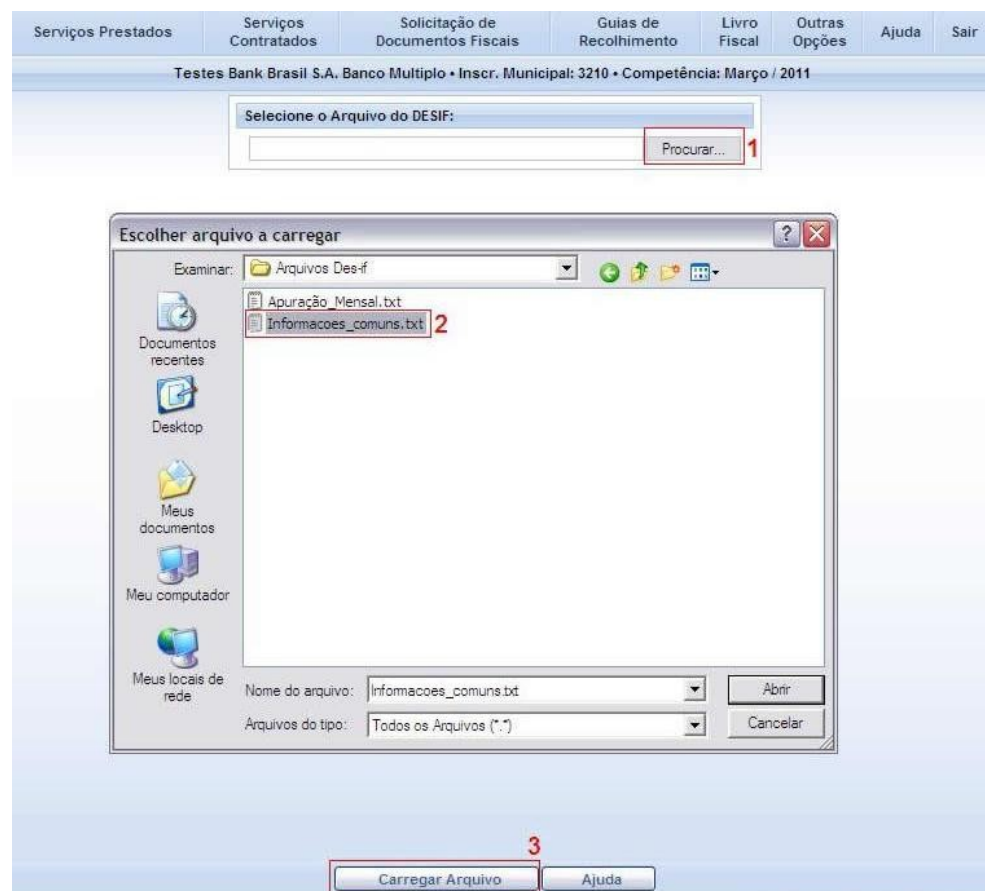 Serviços Prestados
Serviços Contratados
Solicitação de Documentos Fiscais
Guias de Recolhimento
Livro Fiscal
Outras Opções
Ajuda
Sair
Testes Bank Brasil S.A. Banco Multiplo • Inscr. Municipal: 3210 • Competência: Março / 2011
Selecione o Arquivo do DESIF:
Procurar... 1
Escolher arquivo a carregar
Examinar: Arquivos Des-if
Apuração_Mensal.txt
Informacoes_comuns.txt 2
Documentos recentes
Desktop
Meus documentos
Meu computador
Meus locais de rede
Nome do arquivo: Informacoes_comuns.txt Abrir
Arquivos do tipo: Todos os Arquivos (*.*) Cancelar
3
Carregar Arquivo Ajuda